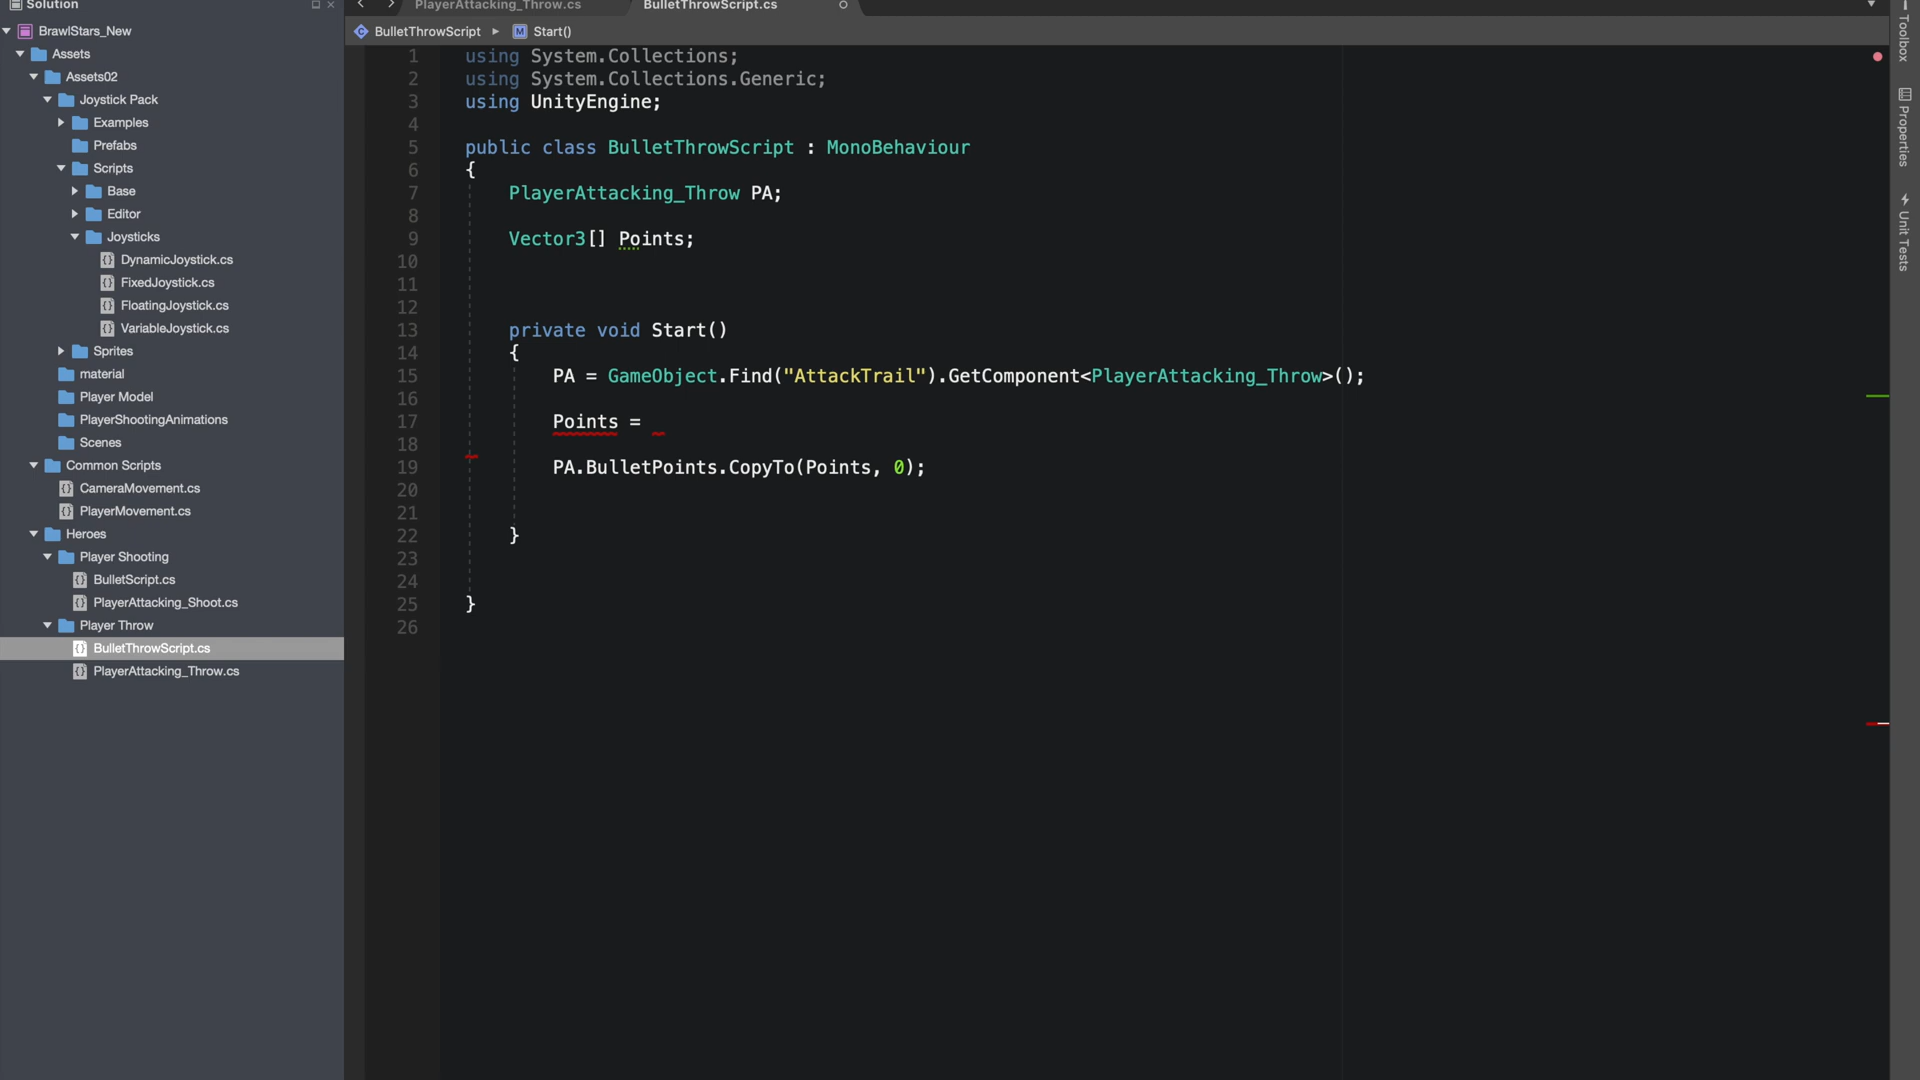 Solution
BrawlStars_New
Assets
Assets02
Joystick Pack
Examples
Prefabs
Scripts
Base
Editor
Joysticks
DynamicJoystick.cs
FixedJoystick.cs
FloatingJoystick.cs
VariableJoystick.cs
Sprites
material
Player Model
PlayerShootingAnimations
Scenes
Common Scripts
CameraMovement.cs
PlayerMovement.cs
Heroes
Player Shooting
BulletScript.cs
PlayerAttacking_Shoot.cs
Player Throw
BulletThrowScript.cs
PlayerAttacking_Throw.cs
PlayerAttacking_Throw.cs
BulletThrowScript.cs
BulletThrowScript
M Start()
1 using System.Collections;
2 using System.Collections.Generic;
3 using UnityEngine;
4
5 public class BulletThrowScript : MonoBehaviour
6 {
7 PlayerAttacking_Throw PA;
8
9 Vector3[] Points;
10
11
12
13 private void Start()
14 {
15 PA = GameObject.Find("AttackTrail").GetComponent<PlayerAttacking_Throw>();
16
17 Points =
18
19 PA.BulletPoints.CopyTo(Points, 0);
20
21
22 }
23
24
25 }
26
Toolbox
Properties
Unit Tests